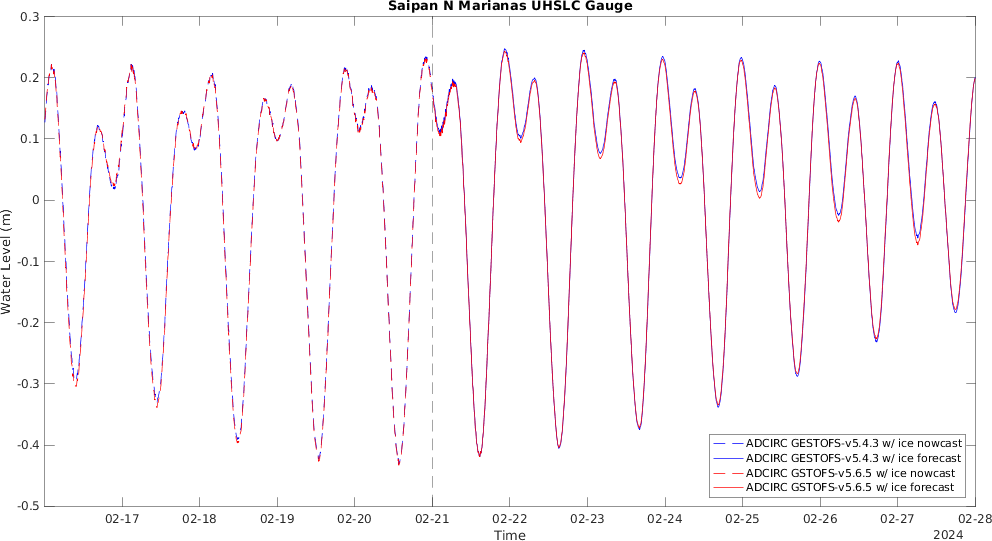 Saipan N Marianas UHSLC Gauge
0.3
0.2
0.1
0
-0.1
-0.2
-0.3
-0.4
-0.5
Water Level (m)
ADCIRC GESTOFS-v5.4.3 w/ ice nowcast
ADCIRC GESTOFS-v5.4.3 w/ ice forecast
ADCIRC GSTOFS-v5.6.5 w/ ice nowcast
ADCIRC GSTOFS-v5.6.5 w/ ice forecast
02-17 02-18 02-19 02-20 02-21 02-22 02-23 02-24 02-25 02-26 02-27 02-28
Time
2024